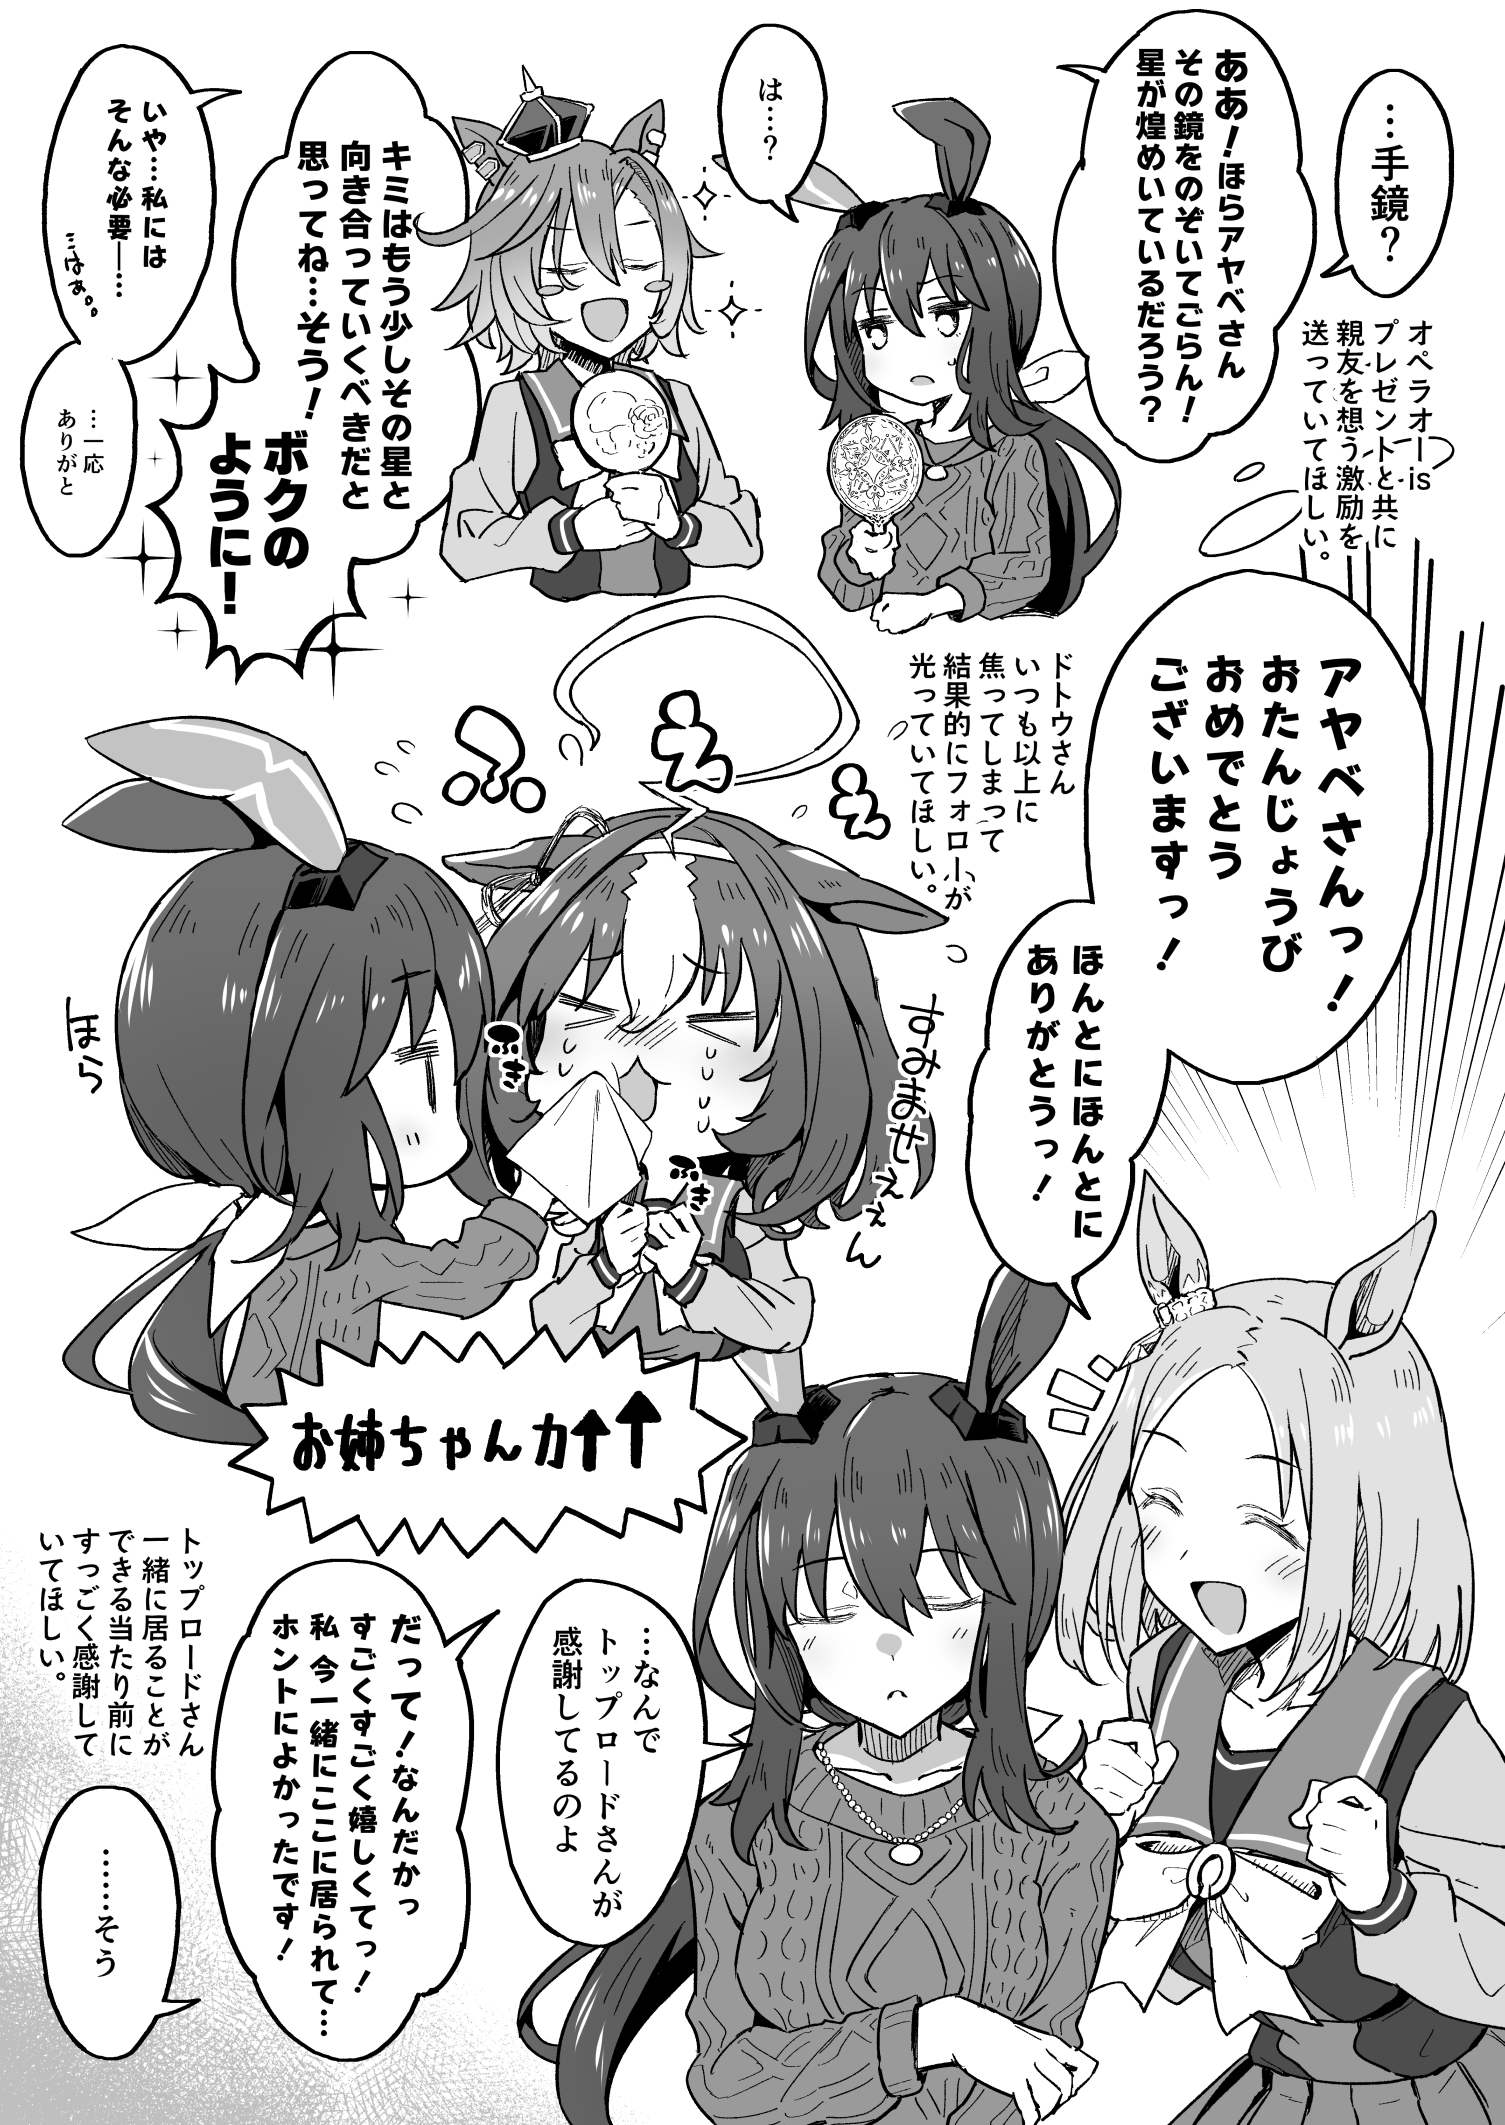 …手鏡?
ああ!ほらアヤベさん
その鏡をのぞいてごらん!
星が煌めいているだろう?
は…?
キミはもう少しその星と
向き合っていくべきだと
思ってね…そう!
ボクの
ように!
いや…私には
そんな必要――…
…はぁ。。
…一応
ありがと
オペラオーis
プレゼントと共に
親友を想う激励を
送っていてほしい。
ドトウさん
いつも以上に
焦ってしまって
結果的にフォロー小が
光っていてほしい。
え
え
?
すみませぇぇん
ふき
ふき
ほら
お姉ちゃん力↑↑
アヤベさんっ!
おたんじょうび
おめでとう
ございますっ!
ほんとにほんとに
ありがとうっ!
…なんで
トップロードさんが
感謝してるのよ
だって!なんだかっ
すごくすごく嬉しくてっ!
私 今一緒にここに居られて…
ホントによかったです!
トップロードさん
一緒に居ることが
できる当たり前に
すっごく感謝して
いてほしい。
……そう